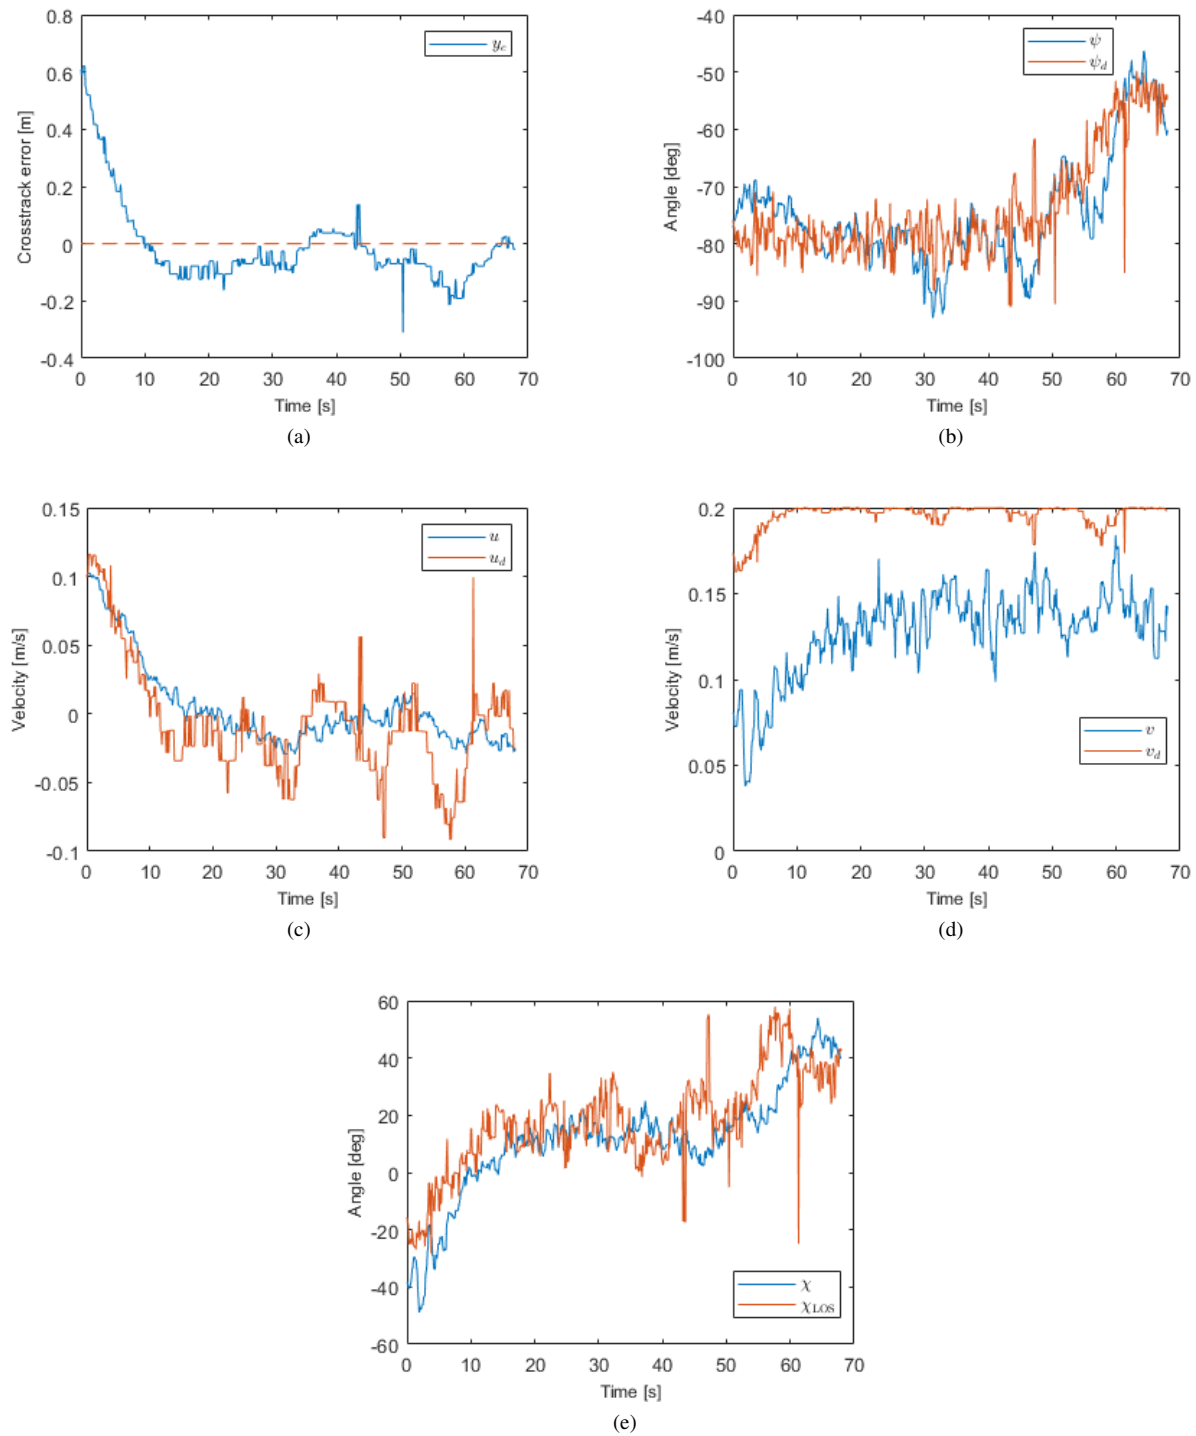 0.8
0.6
0.4
0.2
0
-0.2
-0.4
Crosstrack error [m]
y_e
0 10 20 30 40 50 60 70
Time [s]
(a)
-40
-50
-60
-70
-80
-90
-100
Angle [deg]
ψ
ψ_d
0 10 20 30 40 50 60 70
Time [s]
(b)
0.15
0.1
0.05
0
-0.05
-0.1
Velocity [m/s]
u
u_d
0 10 20 30 40 50 60 70
Time [s]
(c)
0.2
0.15
0.1
0.05
0
Velocity [m/s]
v
v_d
0 10 20 30 40 50 60 70
Time [s]
(d)
60
40
20
0
-20
-40
-60
Angle [deg]
χ
χ_LOS
0 10 20 30 40 50 60 70
Time [s]
(e)